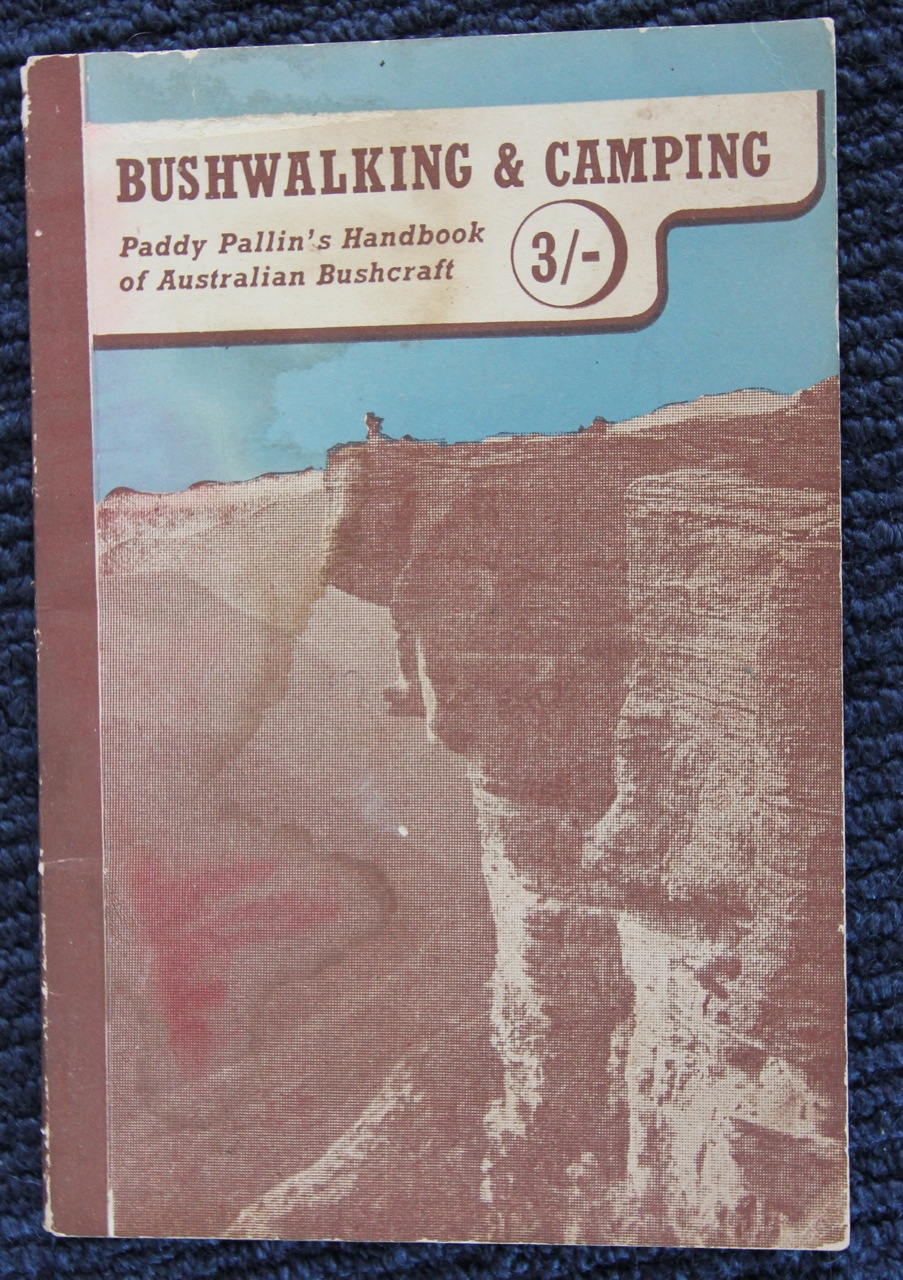 BUSHWALKING & CAMPING
Paddy Pallin's Handbook
of Australian Bushcraft
3/-